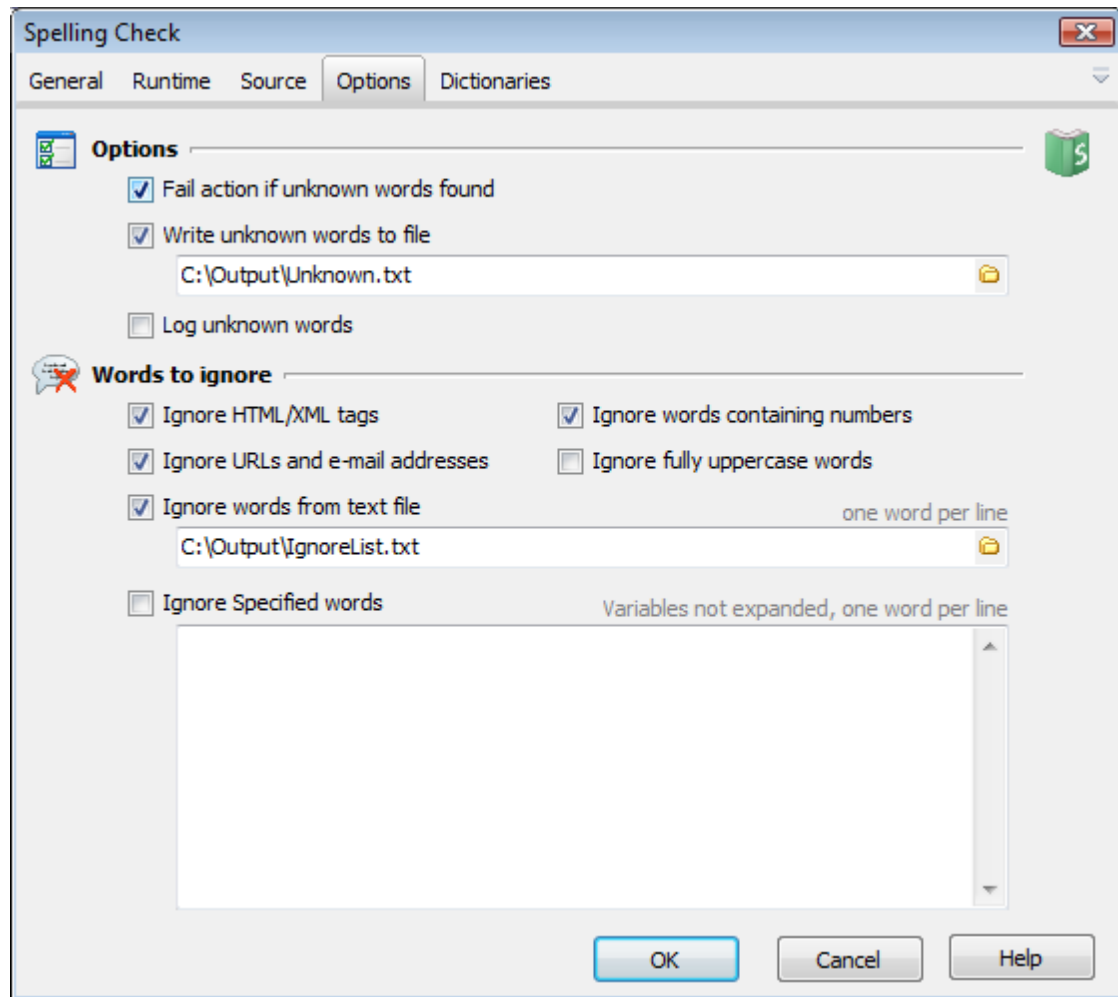 Spelling Check
General Runtime Source Options Dictionaries
Options
Fail action if unknown words found
Write unknown words to file
C:\Output\Unknown.txt
Log unknown words
Words to ignore
Ignore HTML/XML tags Ignore words containing numbers
Ignore URLs and e-mail addresses Ignore fully uppercase words
Ignore words from text file one word per line
C:\Output\IgnoreList.txt
Ignore Specified words Variables not expanded, one word per line
OK Cancel Help